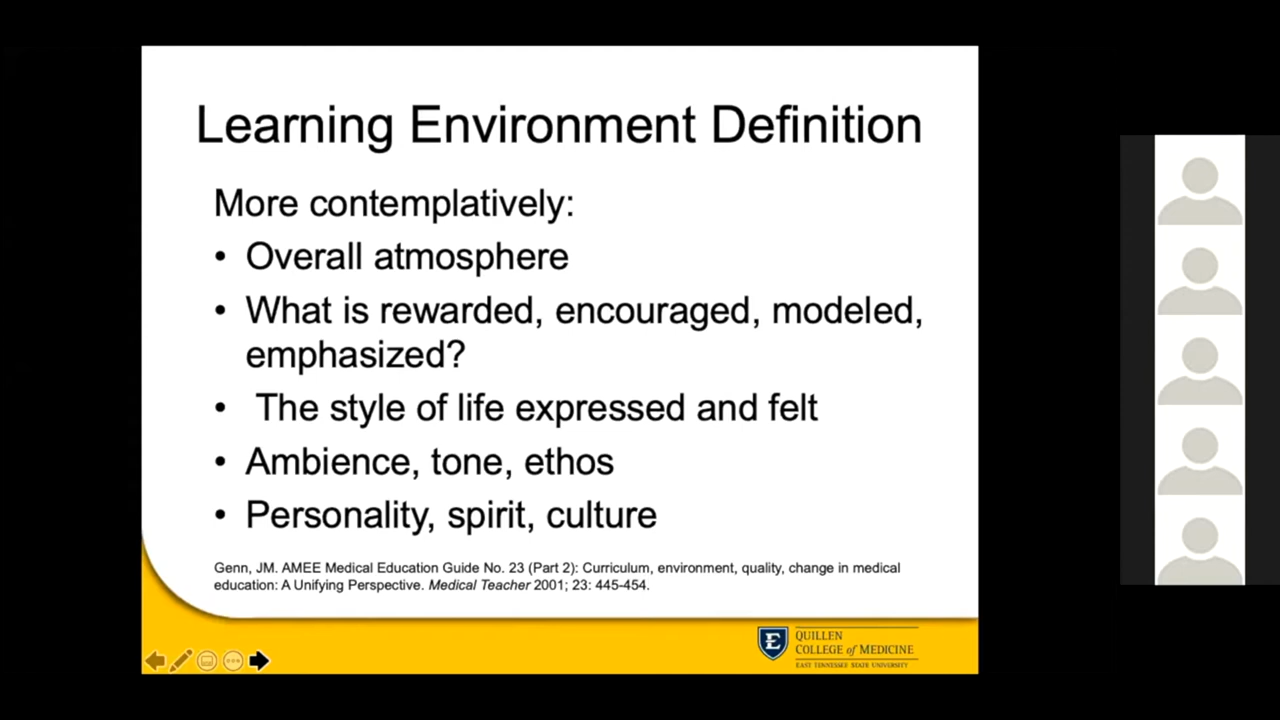 Learning Environment Definition
More contemplatively:
• Overall atmosphere
• What is rewarded, encouraged, modeled,
emphasized?
• The style of life expressed and felt
• Ambience, tone, ethos
• Personality, spirit, culture
Genn, JM. AMEE Medical Education Guide No. 23 (Part 2): Curriculum, environment, quality, change in medical
education: A Unifying Perspective. Medical Teacher 2001; 23: 445-454.
E
QUILLEN
COLLEGE of MEDICINE
EAST TENNESSEE STATE UNIVERSITY